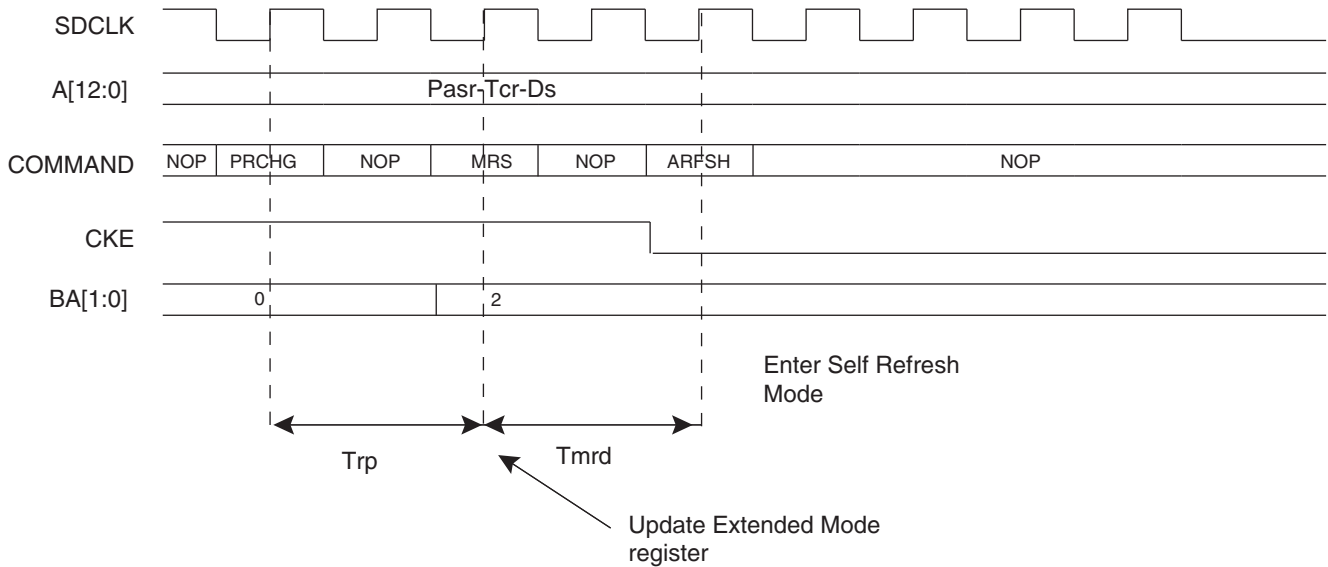 SDCLK
A[12:0] Pasr-Tcr-Ds
COMMAND NOP PRCHG NOP MRS NOP ARFSH NOP
CKE
BA[1:0] 0 2
Enter Self Refresh
Mode
Trp Tmrd
Update Extended Mode
register